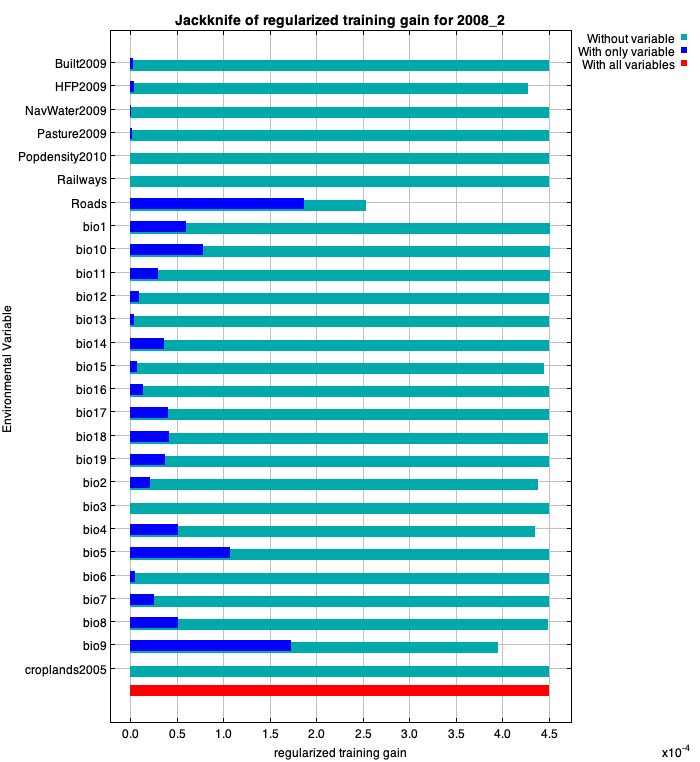 Jackknife of regularized training gain for 2008_2
Without variable
With only variable
With all variables
Environmental Variable
Built2009
HFP2009
NavWater2009
Pasture2009
Popdensity2010
Railways
Roads
bio1
bio10
bio11
bio12
bio13
bio14
bio15
bio16
bio17
bio18
bio19
bio2
bio3
bio4
bio5
bio6
bio7
bio8
bio9
croplands2005
0.0 0.5 1.0 1.5 2.0 2.5 3.0 3.5 4.0 4.5
regularized training gain
x10-4